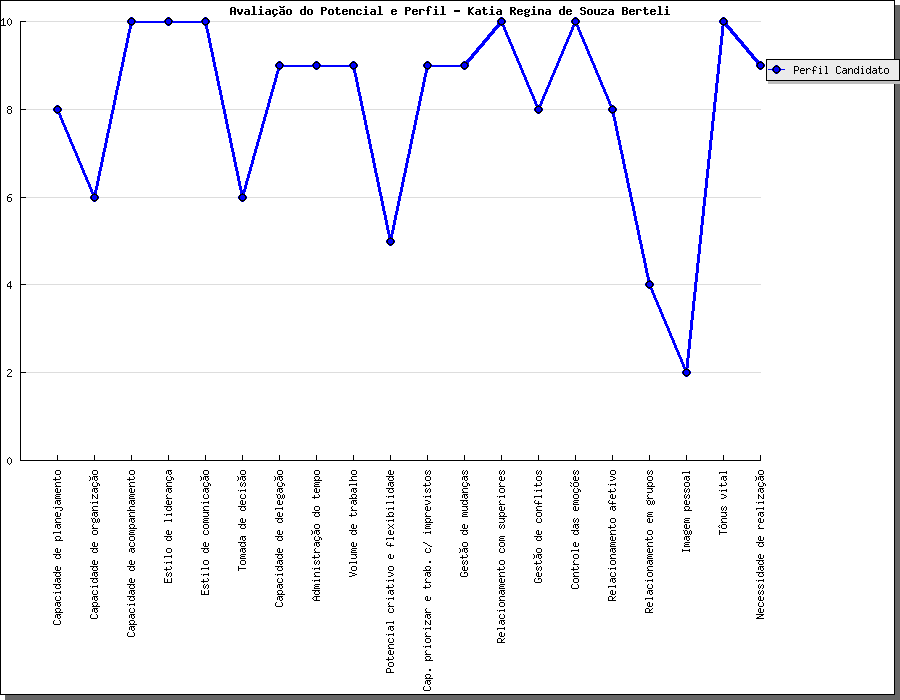 Avaliação do Potencial e Perfil - Katia Regina de Souza Berteli
10
8
6
4
2
0
Perfil Candidato
Capacidade de planejamento
Capacidade de organização
Capacidade de acompanhamento
Estilo de liderança
Estilo de comunicação
Tomada de decisão
Capacidade de delegação
Administração do tempo
Volume de trabalho
Potencial criativo e flexibilidade
Cap. priorizar e trab. c/ imprevistos
Gestão de mudanças
Relacionamento com superiores
Gestão de conflitos
Controle das emoções
Relacionamento afetivo
Relacionamento em grupos
Imagem pessoal
Tônus vital
Necessidade de realização